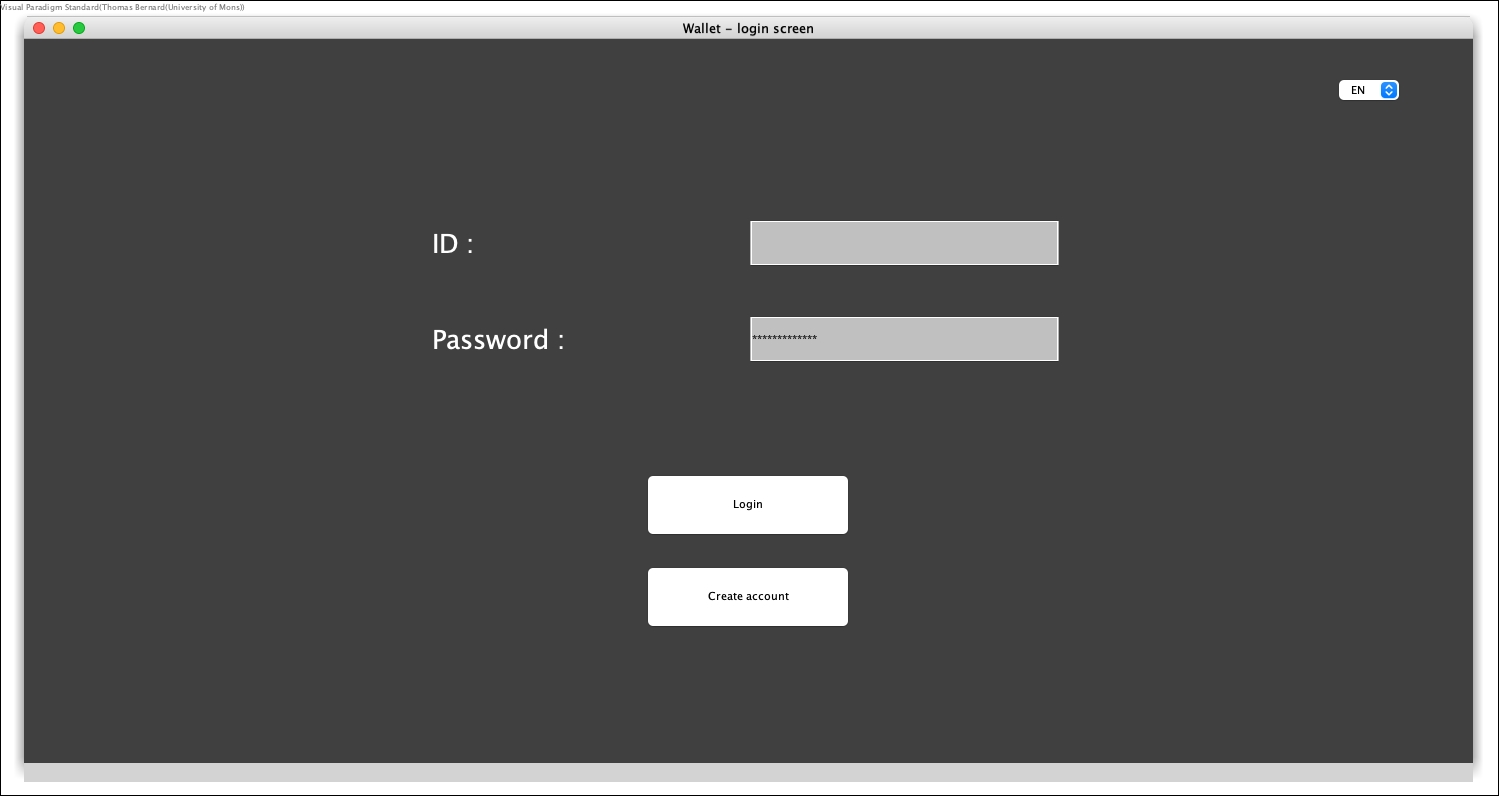 Visual Paradigm Standard(Thomas Bernard(University of Mons))
Wallet – login screen
EN
ID :
Password :
*************
Login
Create account